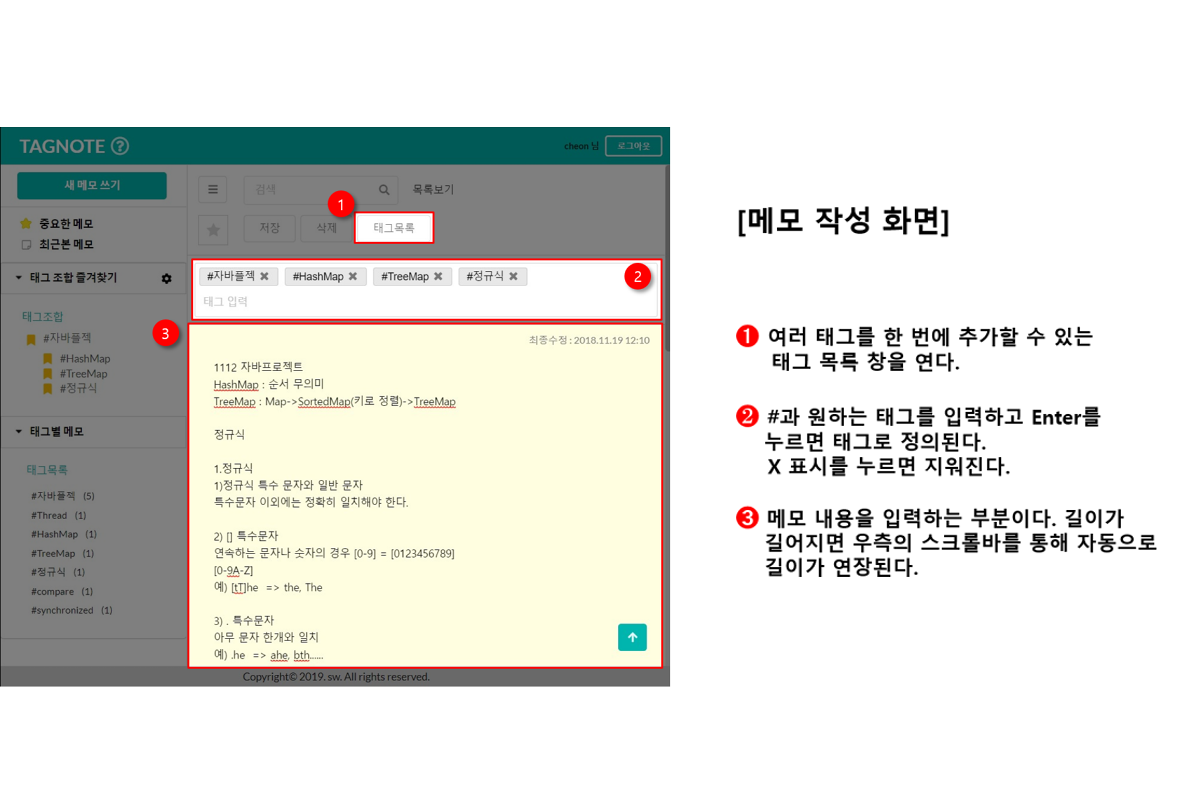 TAGNOTE ?
cheon 님 로그아웃
새 메모 쓰기
중요한 메모
최근본 메모
태그 조합 즐겨찾기
태그조합
#자바플젝
#HashMap
#TreeMap
#정규식
태그별 메모
태그목록
#자바플젝 (5)
#Thread (1)
#HashMap (1)
#TreeMap (1)
#정규식 (1)
#compare (1)
#synchronized (1)
검색 목록보기
1
저장 삭제 태그목록
#자바플젝 ✖ #HashMap ✖ #TreeMap ✖ #정규식 ✖
2
태그 입력
3
최종수정 : 2018.11.19 12:10
1112 자바프로젝트
HashMap : 순서 무의미
TreeMap : Map->SortedMap(키로 정렬)->TreeMap
정규식
1.정규식
1)정규식 특수 문자와 일반 문자
특수문자 이외에는 정확히 일치해야 한다.
2) [] 특수문자
연속하는 문자나 숫자의 경우 [0-9] = [0123456789]
[0-9A-Z]
예) [tT]he => the, The
3) . 특수문자
아무 문자 한개와 일치
예) .he => ahe, bth......
Copyright© 2019. sw. All rights reserved.
[메모 작성 화면]
❶ 여러 태그를 한 번에 추가할 수 있는
태그 목록 창을 연다.
❷ #과 원하는 태그를 입력하고 Enter를
누르면 태그로 정의된다.
X 표시를 누르면 지워진다.
❸ 메모 내용을 입력하는 부분이다. 길이가
길어지면 우측의 스크롤바를 통해 자동으로
길이가 연장된다.